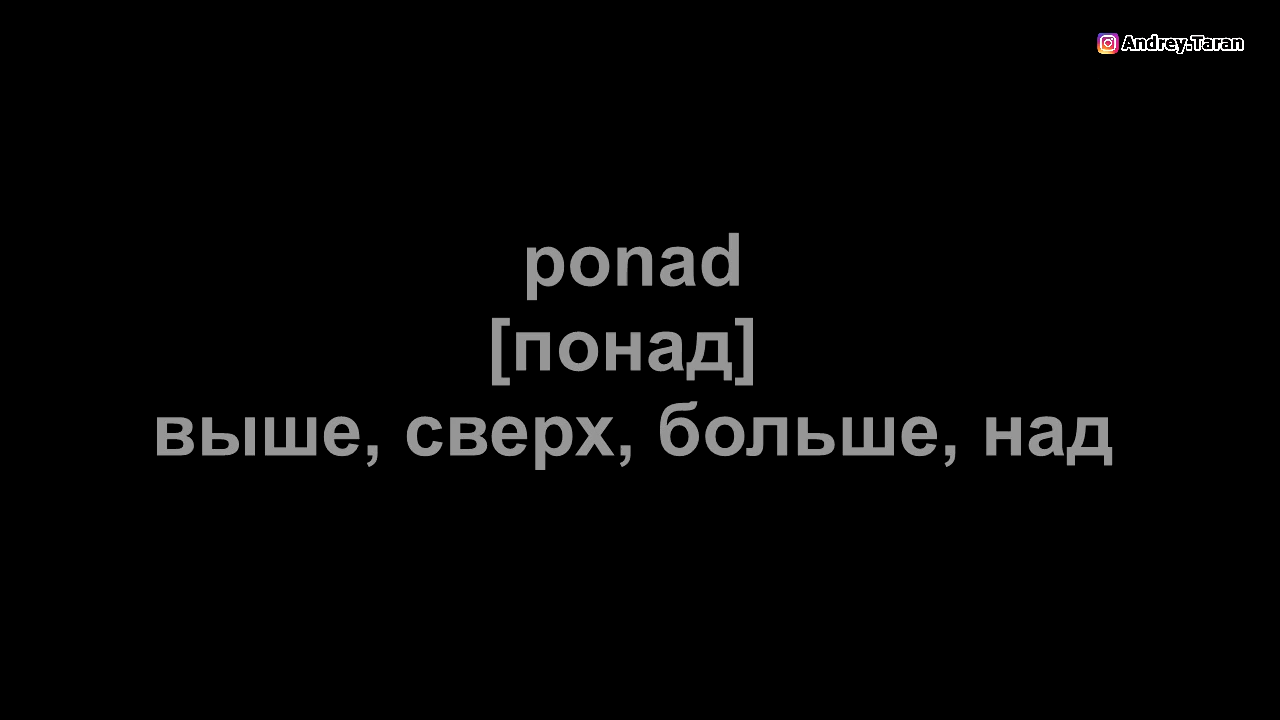 Andrey.Taran
ponad
[понад]
выше, сверх, больше, над